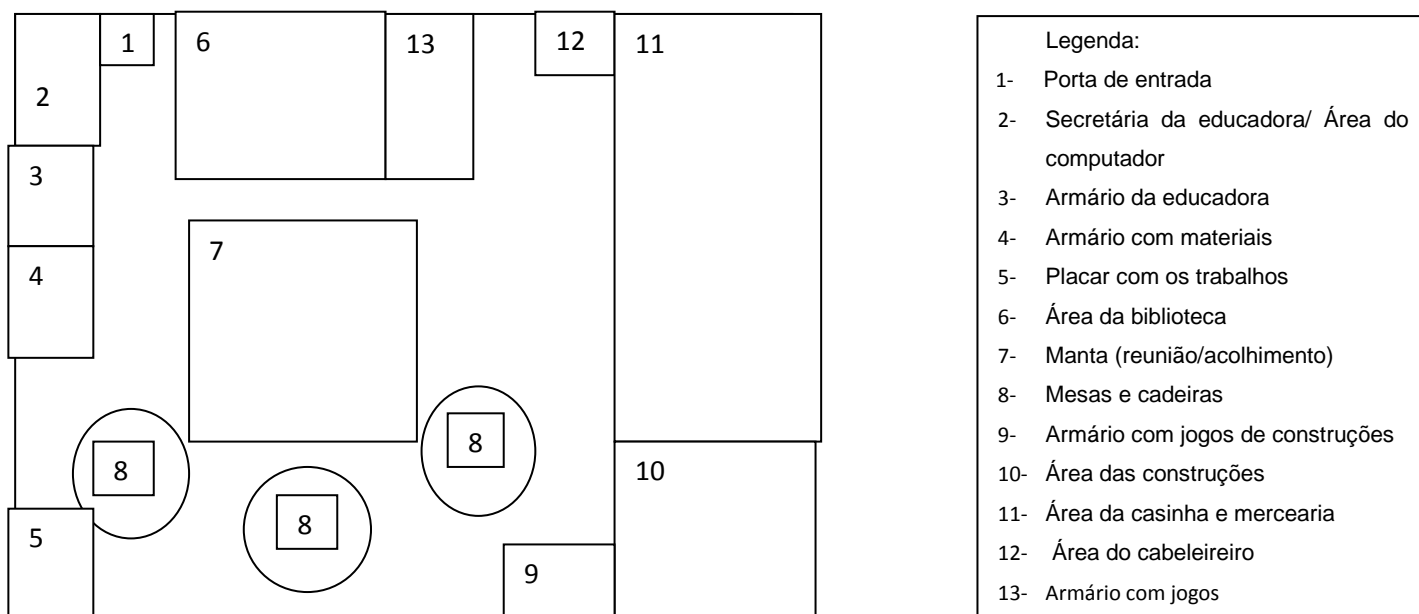 1
6
13
12
11
2
3
7
4
8
8
10
8
5
9
Legenda:
1- Porta de entrada
2- Secretária da educadora/ Área do
computador
3- Armário da educadora
4- Armário com materiais
5- Placar com os trabalhos
6- Área da biblioteca
7- Manta (reunião/acolhimento)
8- Mesas e cadeiras
9- Armário com jogos de construções
10- Área das construções
11- Área da casinha e mercearia
12- Área do cabeleireiro
13- Armário com jogos